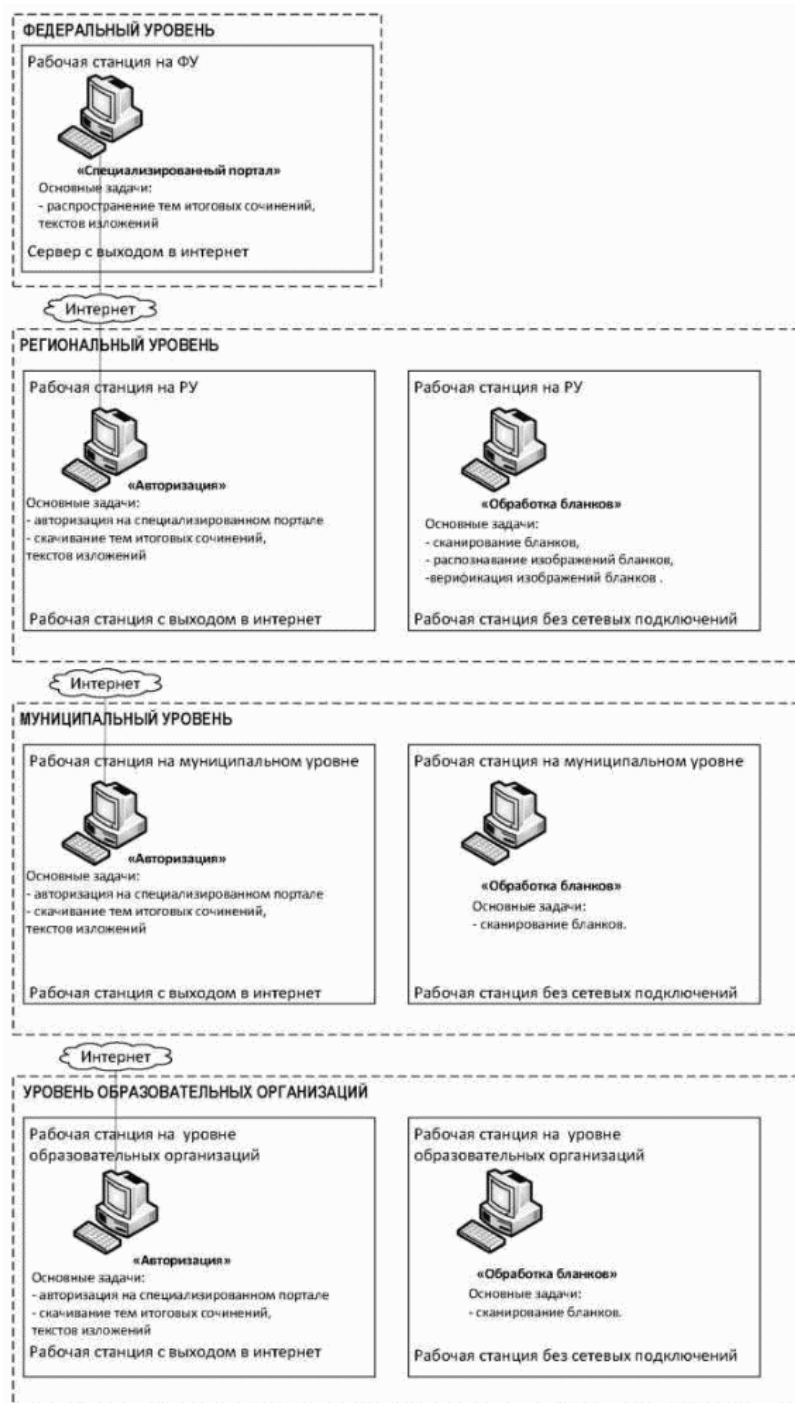 ФЕДЕРАЛЬНЫЙ УРОВЕНЬ
Рабочая станция на ФУ
«Специализированный портал»
Основные задачи:
- распространение тем итоговых сочинений,
текстов изложений
Сервер с выходом в интернет
Интернет
РЕГИОНАЛЬНЫЙ УРОВЕНЬ
Рабочая станция на РУ
«Авторизация»
Основные задачи:
- авторизация на специализированном портале
- скачивание тем итоговых сочинений,
текстов изложений
Рабочая станция с выходом в интернет
Рабочая станция на РУ
«Обработка бланков»
Основные задачи:
- сканирование бланков,
- распознавание изображений бланков,
-верификация изображений бланков .
Рабочая станция без сетевых подключений
Интернет
МУНИЦИПАЛЬНЫЙ УРОВЕНЬ
Рабочая станция на муниципальном уровне
«Авторизация»
Основные задачи:
- авторизация на специализированном портале
- скачивание тем итоговых сочинений,
текстов изложений
Рабочая станция с выходом в интернет
Рабочая станция на муниципальном уровне
«Обработка бланков»
Основные задачи:
- сканирование бланков.
Рабочая станция без сетевых подключений
Интернет
УРОВЕНЬ ОБРАЗОВАТЕЛЬНЫХ ОРГАНИЗАЦИЙ
Рабочая станция на уровне
образовательных организаций
«Авторизация»
Основные задачи:
- авторизация на специализированном портале
- скачивание тем итоговых сочинений,
текстов изложений
Рабочая станция с выходом в интернет
Рабочая станция на уровне
образовательных организаций
«Обработка бланков»
Основные задачи:
- сканирование бланков.
Рабочая станция без сетевых подключений